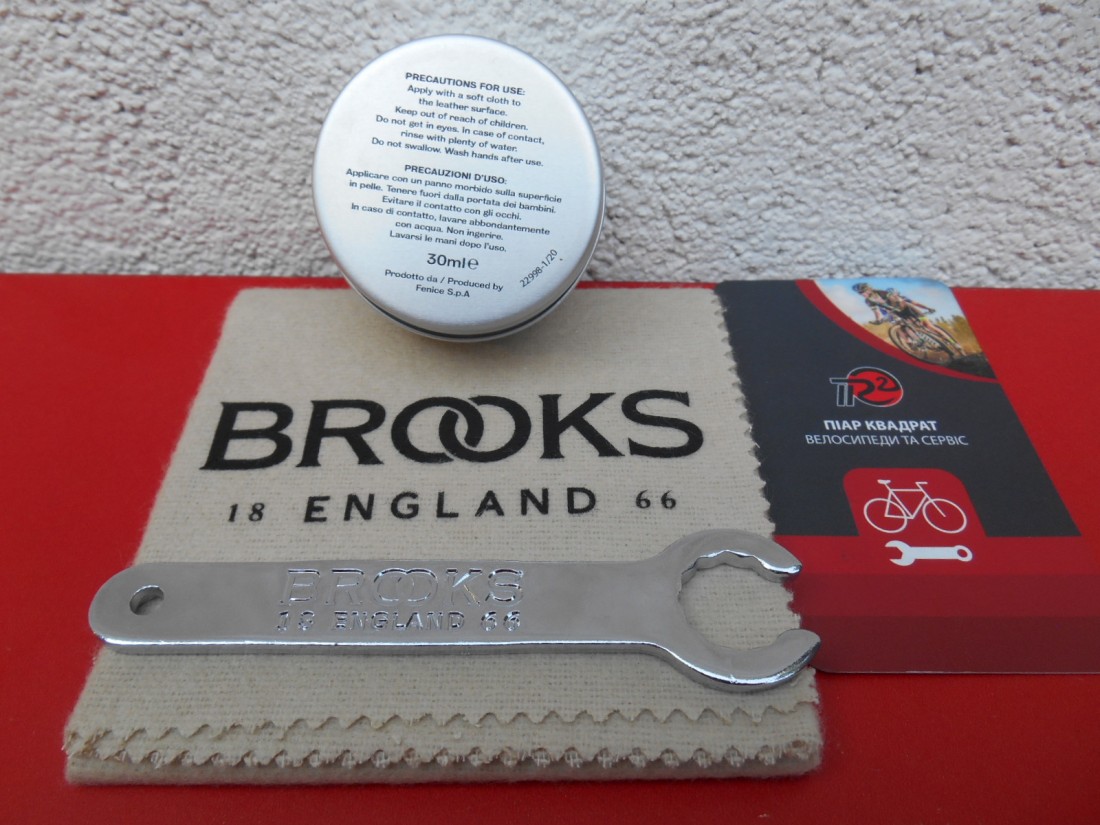 PRECAUTIONS FOR USE:
Apply with a soft cloth to
the leather surface.
Keep out of reach of children.
Do not get in eyes. In case of contact,
rinse with plenty of water.
Do not swallow. Wash hands after use.
PRECAUZIONI D'USO:
Applicare con un panno morbido sulla superficie
in pelle. Tenere fuori dalla portata dei bambini.
Evitare il contatto con gli occhi.
In caso di contatto, lavare abbondantemente
con acqua. Non ingerire.
Lavarsi le mani dopo l'uso.
30ml℮
22998-1/20
Prodotto da / Produced by
Fenice S.p.A
BROOKS
18 ENGLAND 66
ПР2
ПІАР КВАДРАТ
ВЕЛОСИПЕДИ ТА СЕРВІС
BROOKS
18 ENGLAND 66